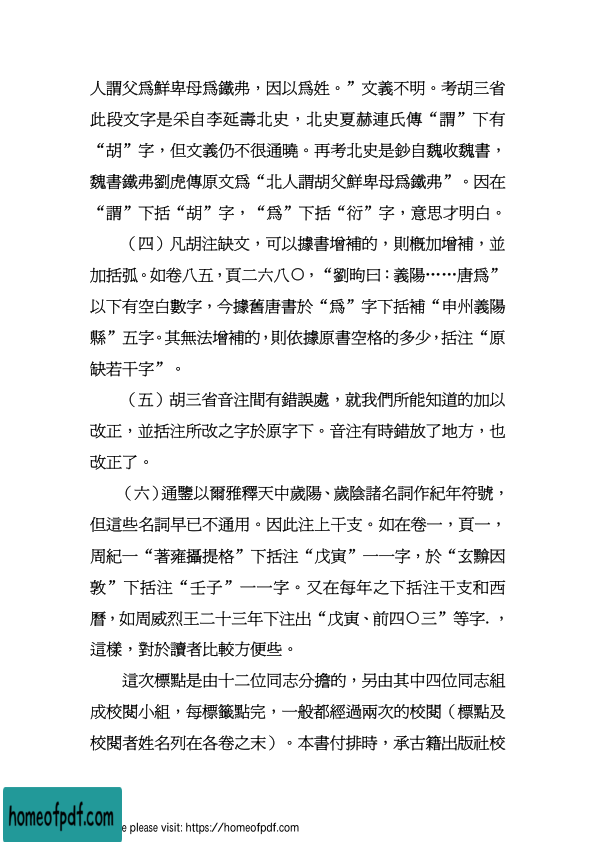 人謂父爲鮮卑母爲鐵弗，因以爲姓。”文義不明。考胡三省
此段文字是采自李延壽北史，北史夏赫連氏傳“謂”下有
“胡”字，但文義仍不很通曉。再考北史是鈔自魏收魏書，
魏書鐵弗劉虎傳原文爲“北人謂胡父鮮卑母爲鐵弗”。因在
“謂”下括“胡”字，“爲”下括“衍”字，意思才明白。
（四）凡胡注缺文，可以據書增補的，則槪加增補，並
加括弧。如卷八五，頁二六八〇，“劉昫曰：義陽……唐爲”
以下有空白數字，今據舊唐書於“爲”字下括補“申州義陽
縣”五字。其無法增補的，則依據原書空格的多少，括注“原
缺若干字”。
（五）胡三省音注間有錯誤處，就我們所能知道的加以
改正，並括注所改之字於原字下。音注有時錯放了地方，也
改正了。
（六）通鑒以爾雅釋天中歲陽、歲陰諸名詞作紀年符號，
但這些名詞早已不通用。因此注上干支。如在卷一，頁一，
周紀一“著雍攝提格”下括注“戊寅”一一字，於“玄黓因
敦”下括注“壬子”一一字。又在每年之下括注干支和西
曆，如周威烈王二十三年下注出“戊寅、前四〇三”等字.，
這樣，對於讀者比較方便些。
這次標點是由十二位同志分擔的，另由其中四位同志組
成校閱小組，每標籤點完，一般都經過兩次的校閱（標點及
校閱者姓名列在各卷之末）。本書付排時，承古籍出版社校
homeofpdf.com
e please visit: https://homeofpdf.com